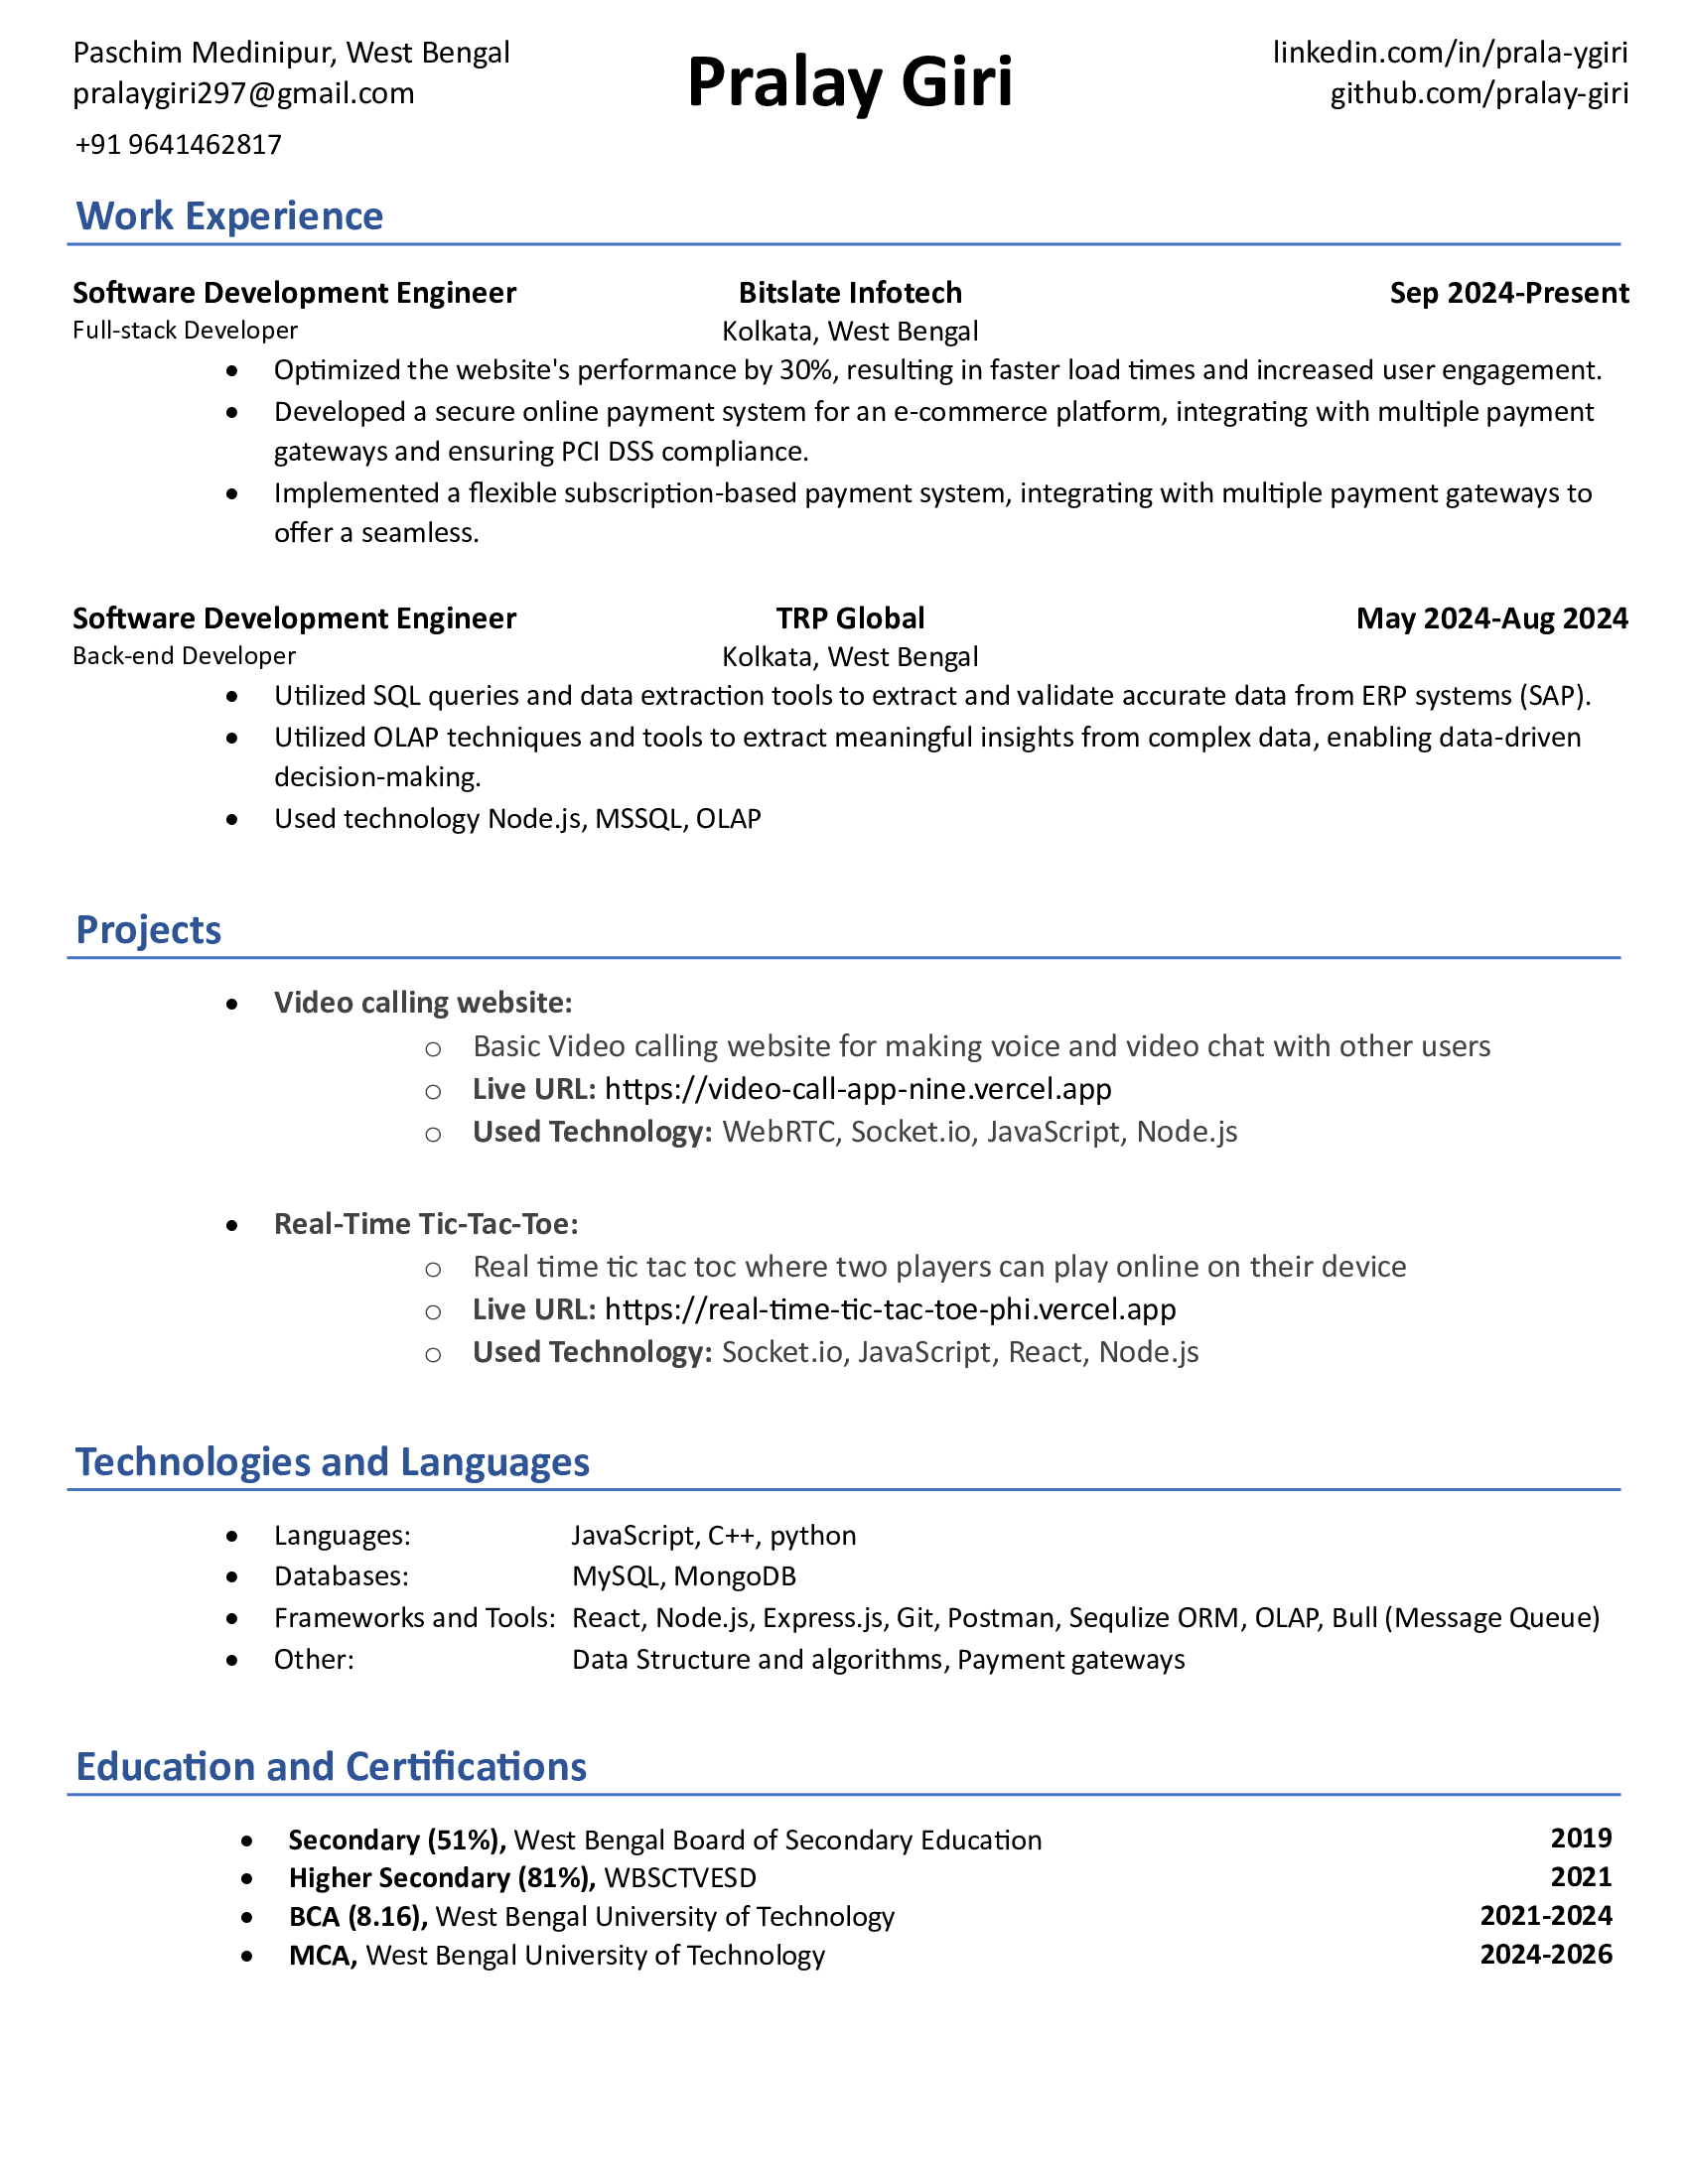 Paschim Medinipur, West Bengal
pralaygiri297@gmail.com
+91 9641462817
Pralay Giri
linkedin.com/in/prala-ygiri
github.com/pralay-giri
Work Experience
Software Development Engineer Bitslate Infotech Sep 2024-Present
Full-stack Developer Kolkata, West Bengal
• Optimized the website's performance by 30%, resulting in faster load times and increased user engagement.
• Developed a secure online payment system for an e-commerce platform, integrating with multiple payment
gateways and ensuring PCI DSS compliance.
• Implemented a flexible subscription-based payment system, integrating with multiple payment gateways to
offer a seamless.
Software Development Engineer TRP Global May 2024-Aug 2024
Back-end Developer Kolkata, West Bengal
• Utilized SQL queries and data extraction tools to extract and validate accurate data from ERP systems (SAP).
• Utilized OLAP techniques and tools to extract meaningful insights from complex data, enabling data-driven
decision-making.
• Used technology Node.js, MSSQL, OLAP
Projects
• Video calling website:
o Basic Video calling website for making voice and video chat with other users
o Live URL: https://video-call-app-nine.vercel.app
o Used Technology: WebRTC, Socket.io, JavaScript, Node.js
• Real-Time Tic-Tac-Toe:
o Real time tic tac toc where two players can play online on their device
o Live URL: https://real-time-tic-tac-toe-phi.vercel.app
o Used Technology: Socket.io, JavaScript, React, Node.js
Technologies and Languages
• Languages: JavaScript, C++, python
• Databases: MySQL, MongoDB
• Frameworks and Tools: React, Node.js, Express.js, Git, Postman, Sequlize ORM, OLAP, Bull (Message Queue)
• Other: Data Structure and algorithms, Payment gateways
Education and Certifications
• Secondary (51%), West Bengal Board of Secondary Education 2019
• Higher Secondary (81%), WBSCTVESD 2021
• BCA (8.16), West Bengal University of Technology 2021-2024
• MCA, West Bengal University of Technology 2024-2026